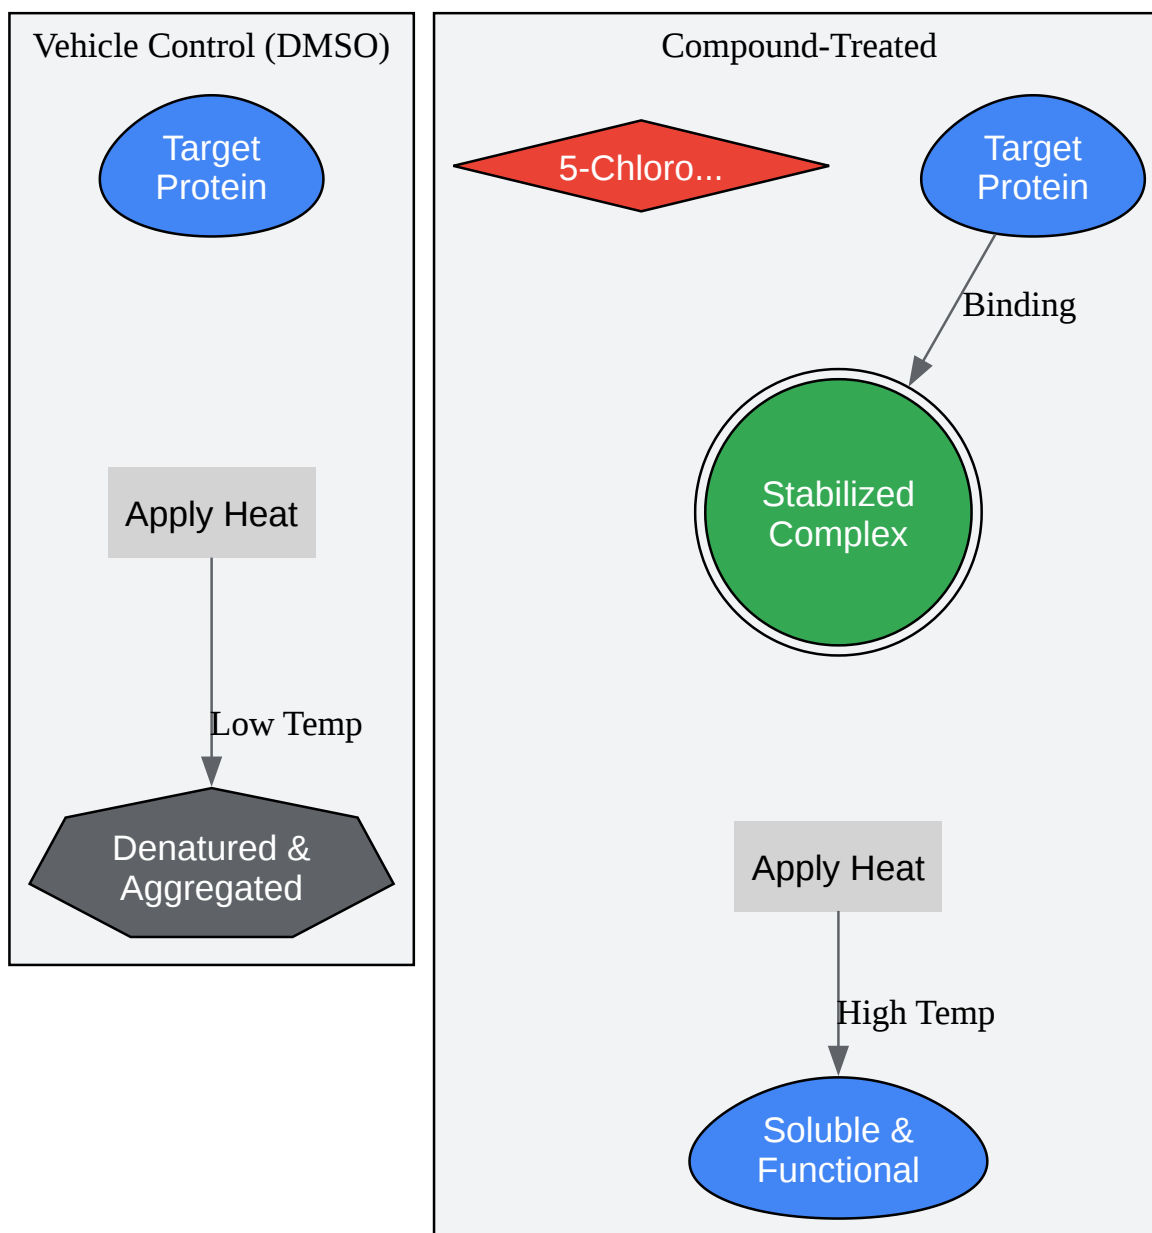 Vehicle Control (DMSO)
Target
Protein
Apply Heat
Low Temp
Denatured &
Aggregated
Compound-Treated
5-Chloro...
Target
Protein
Binding
Stabilized
Complex
Apply Heat
High Temp
Soluble &
Functional